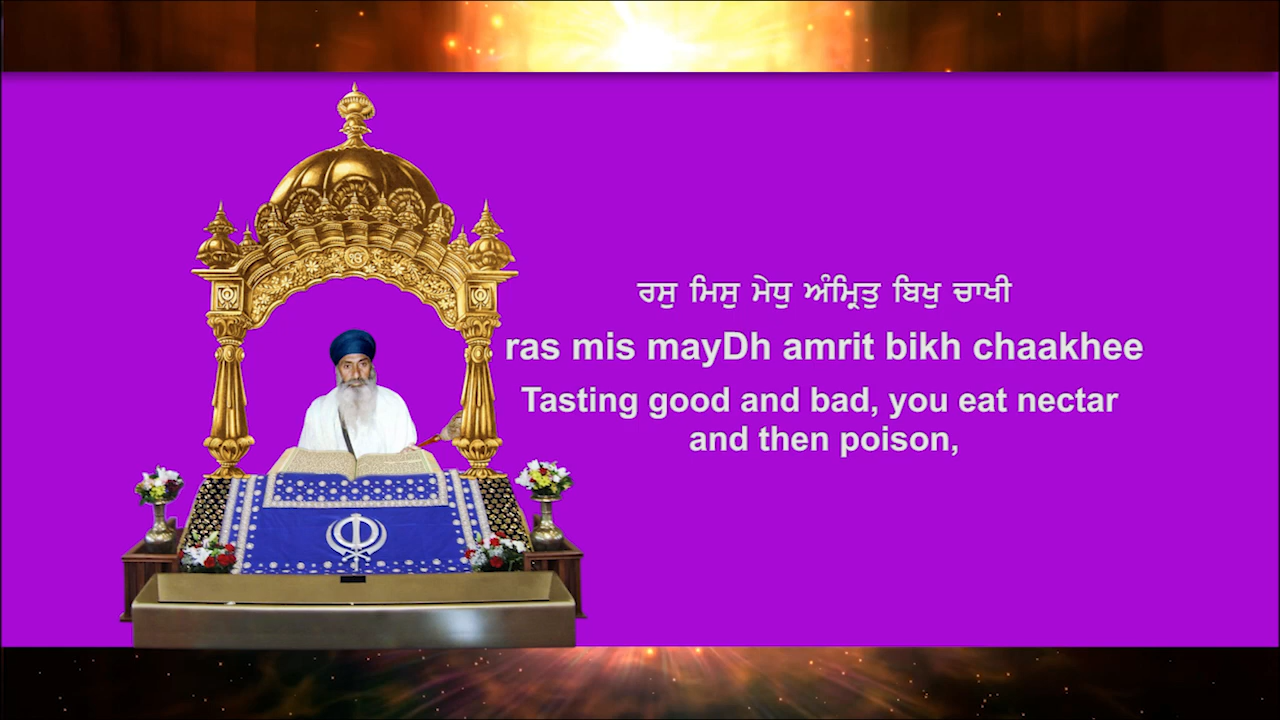 ਰਸੁ ਮਿਸੁ ਮੇਧੁ ਅੰਮ੍ਰਿਤੁ ਬਿਖੁ ਚਾਖੀ
ras mis mayDh amrit bikh chaakhee
Tasting good and bad, you eat nectar
and then poison,